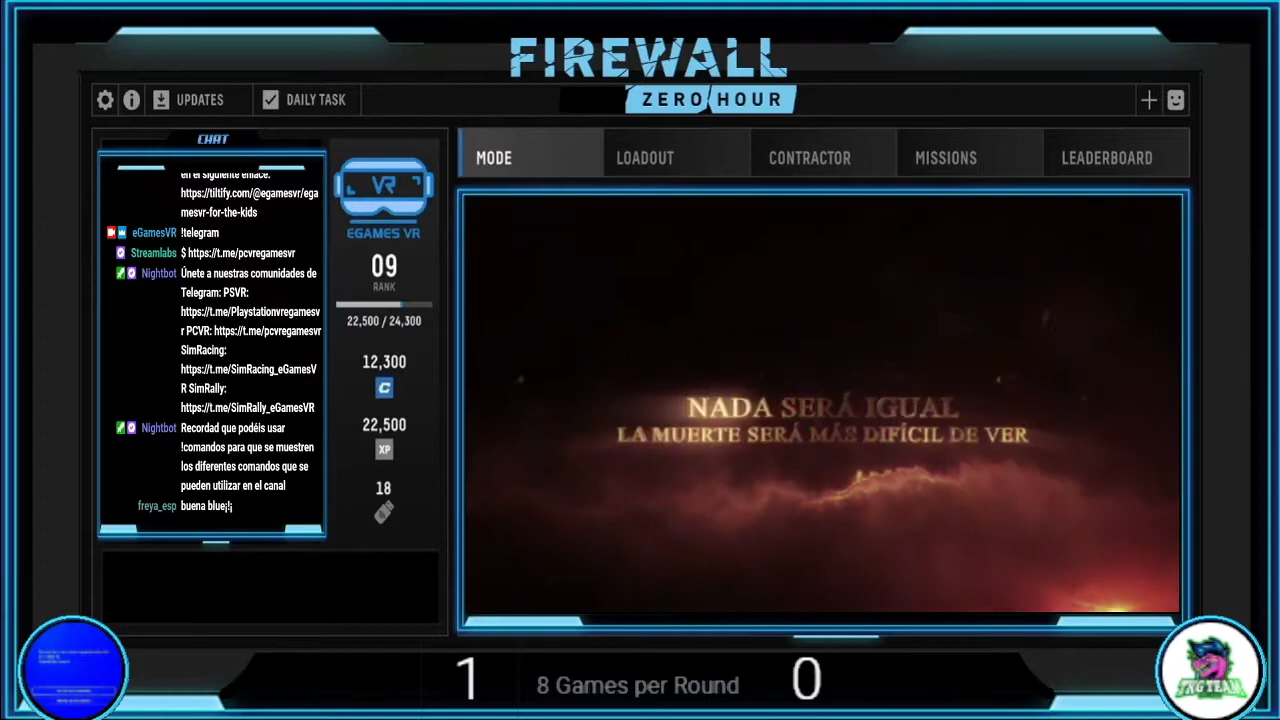 FIREWALL
ZERO HOUR
UPDATES
DAILY TASK
CHAT
en el siguiente enlace:
https://tiltify.com/@egamesvr/ega
mesvr-for-the-kids
eGamesVR !telegram
Streamlabs $ https://t.me/pcvregamesvr
Nightbot Únete a nuestras comunidades de
Telegram: PSVR:
https://t.me/Playstationvregamesv
r PCVR: https://t.me/pcvregamesvr
SimRacing:
https://t.me/SimRacing_eGamesV
R SimRally:
https://t.me/SimRally_eGamesVR
Nightbot Recordad que podéis usar
!comandos para que se muestren
los diferentes comandos que se
pueden utilizar en el canal
freya_esp buena blue¡!¡
VR
EGAMES VR
09
RANK
22,500 / 24,300
12,300
C
22,500
XP
18
MODE
LOADOUT
CONTRACTOR
MISSIONS
LEADERBOARD
NADA SERÁ IGUAL
LA MUERTE SERÁ MÁS DIFÍCIL DE VER
1
8 Games per Round
0
TEAM